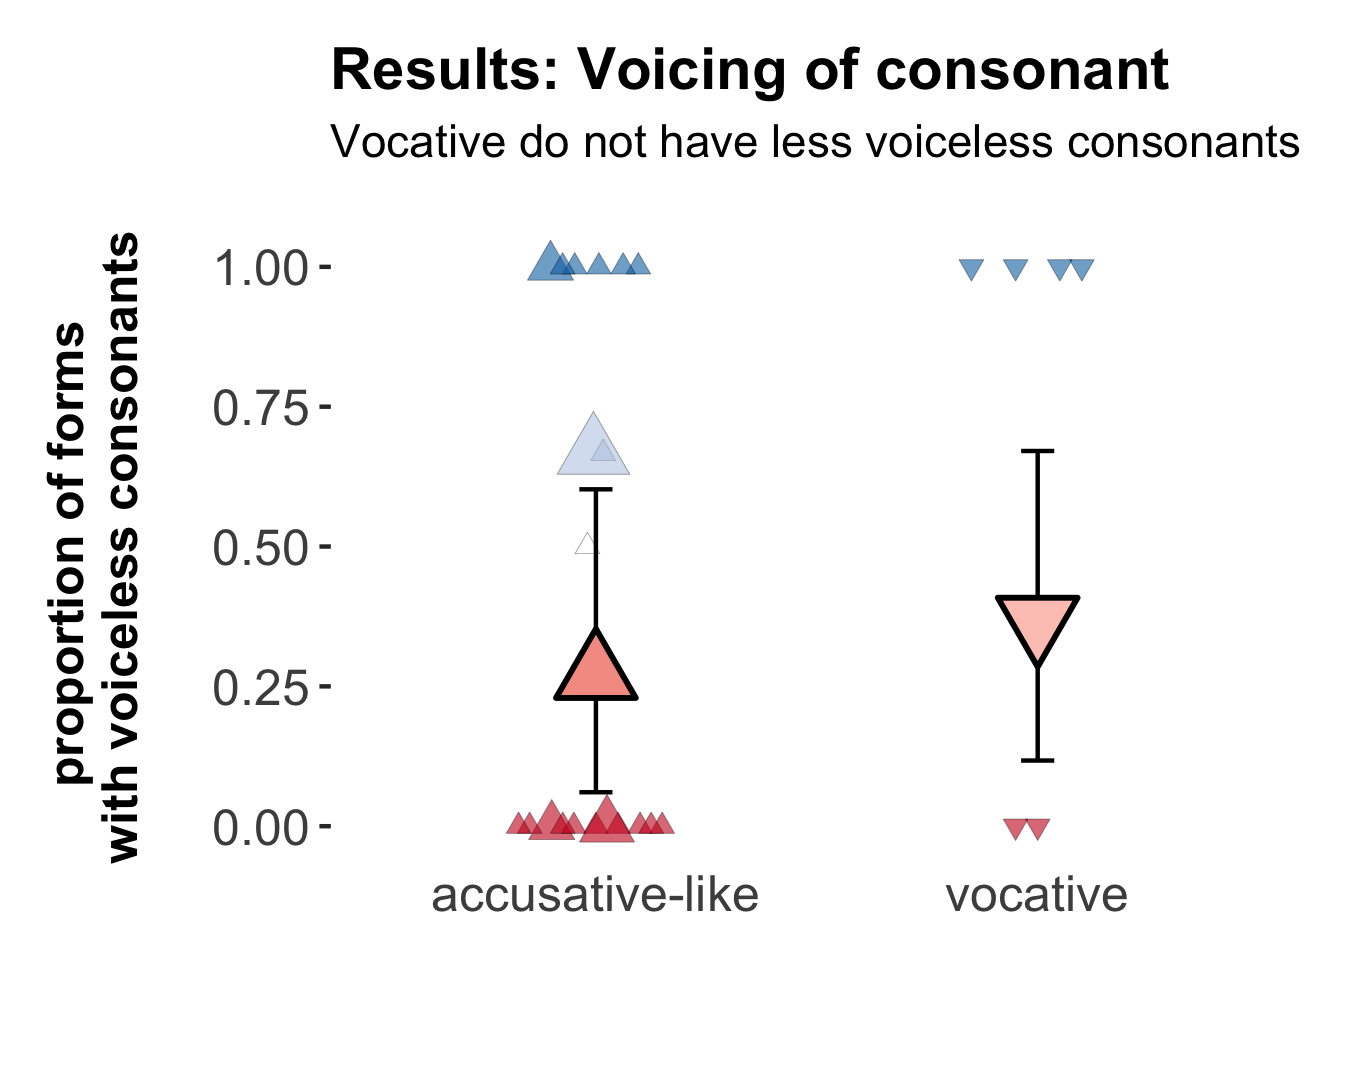 Results: Voicing of consonant
Vocative do not have less voiceless consonants
proportion of forms
with voiceless consonants
1.00
0.75
0.50
0.25
0.00
accusative-like
vocative